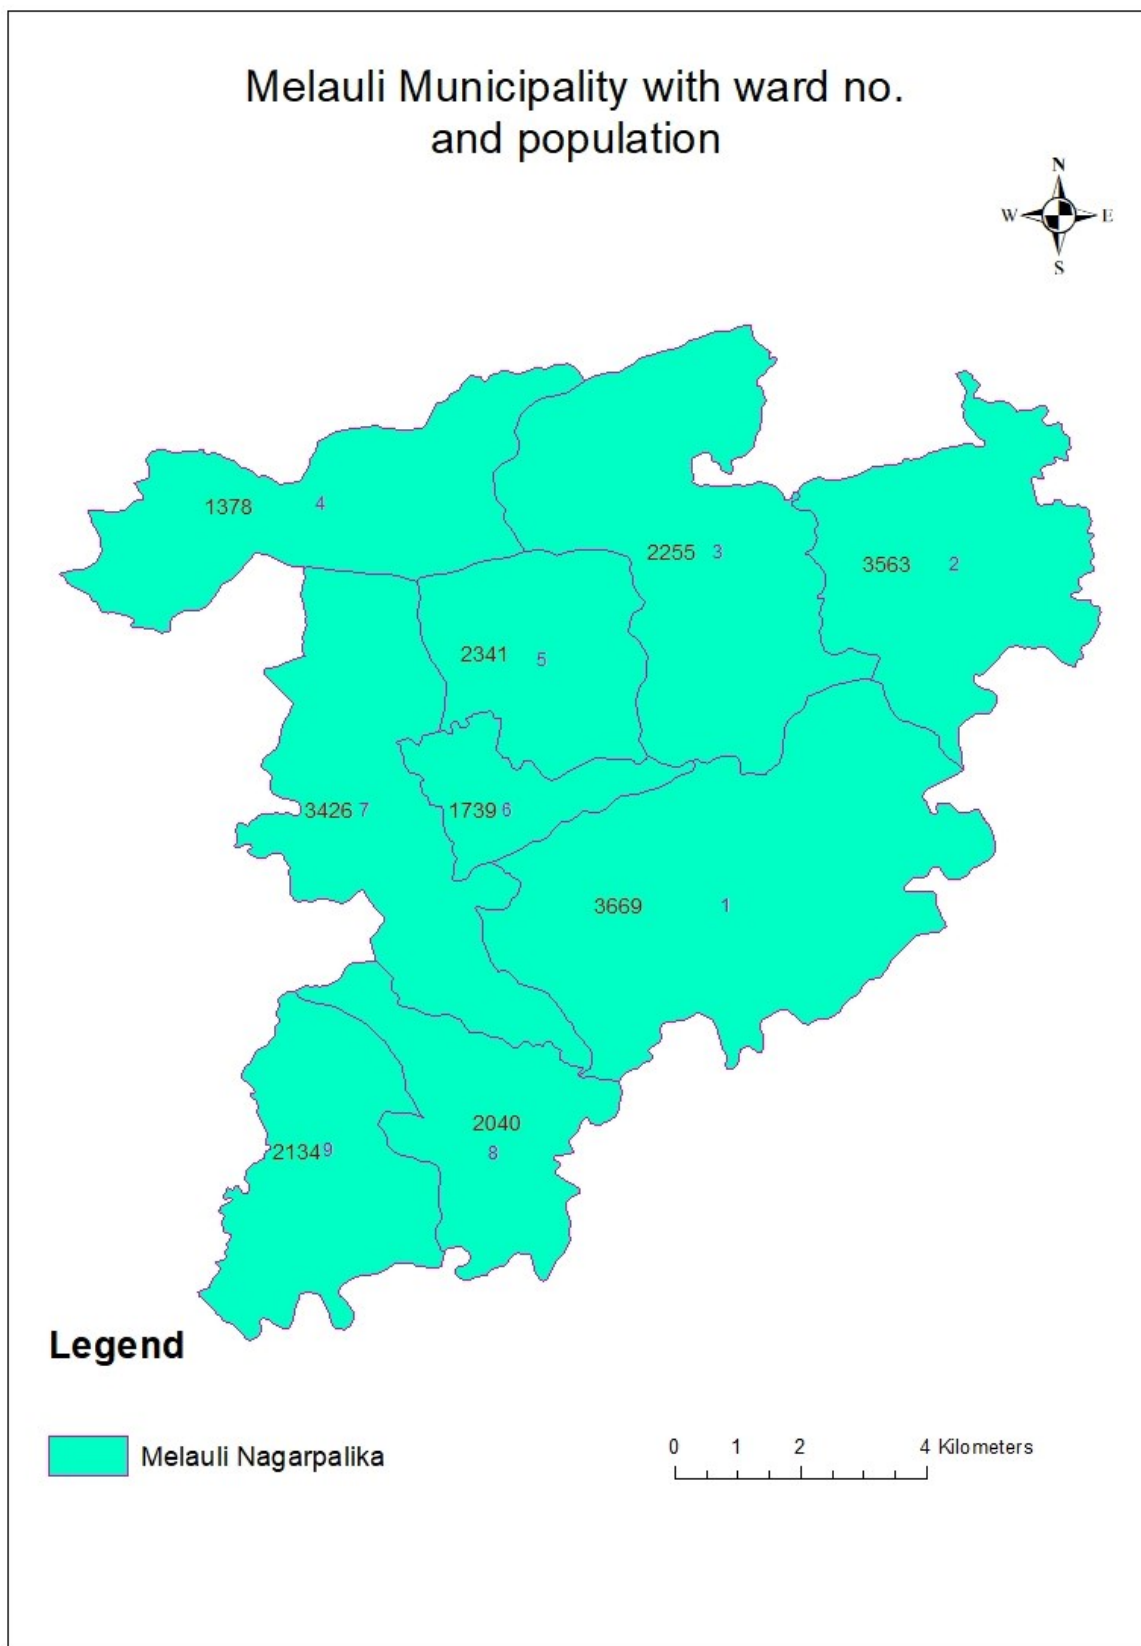 Melauli Municipality with ward no.
and population
N
W E
S
1378 4
2255 3
3563 2
2341 5
3426 7
1739 6
3669 1
2040
8
2134 9
Legend
Melauli Nagarpalika
0 1 2 4 Kilometers